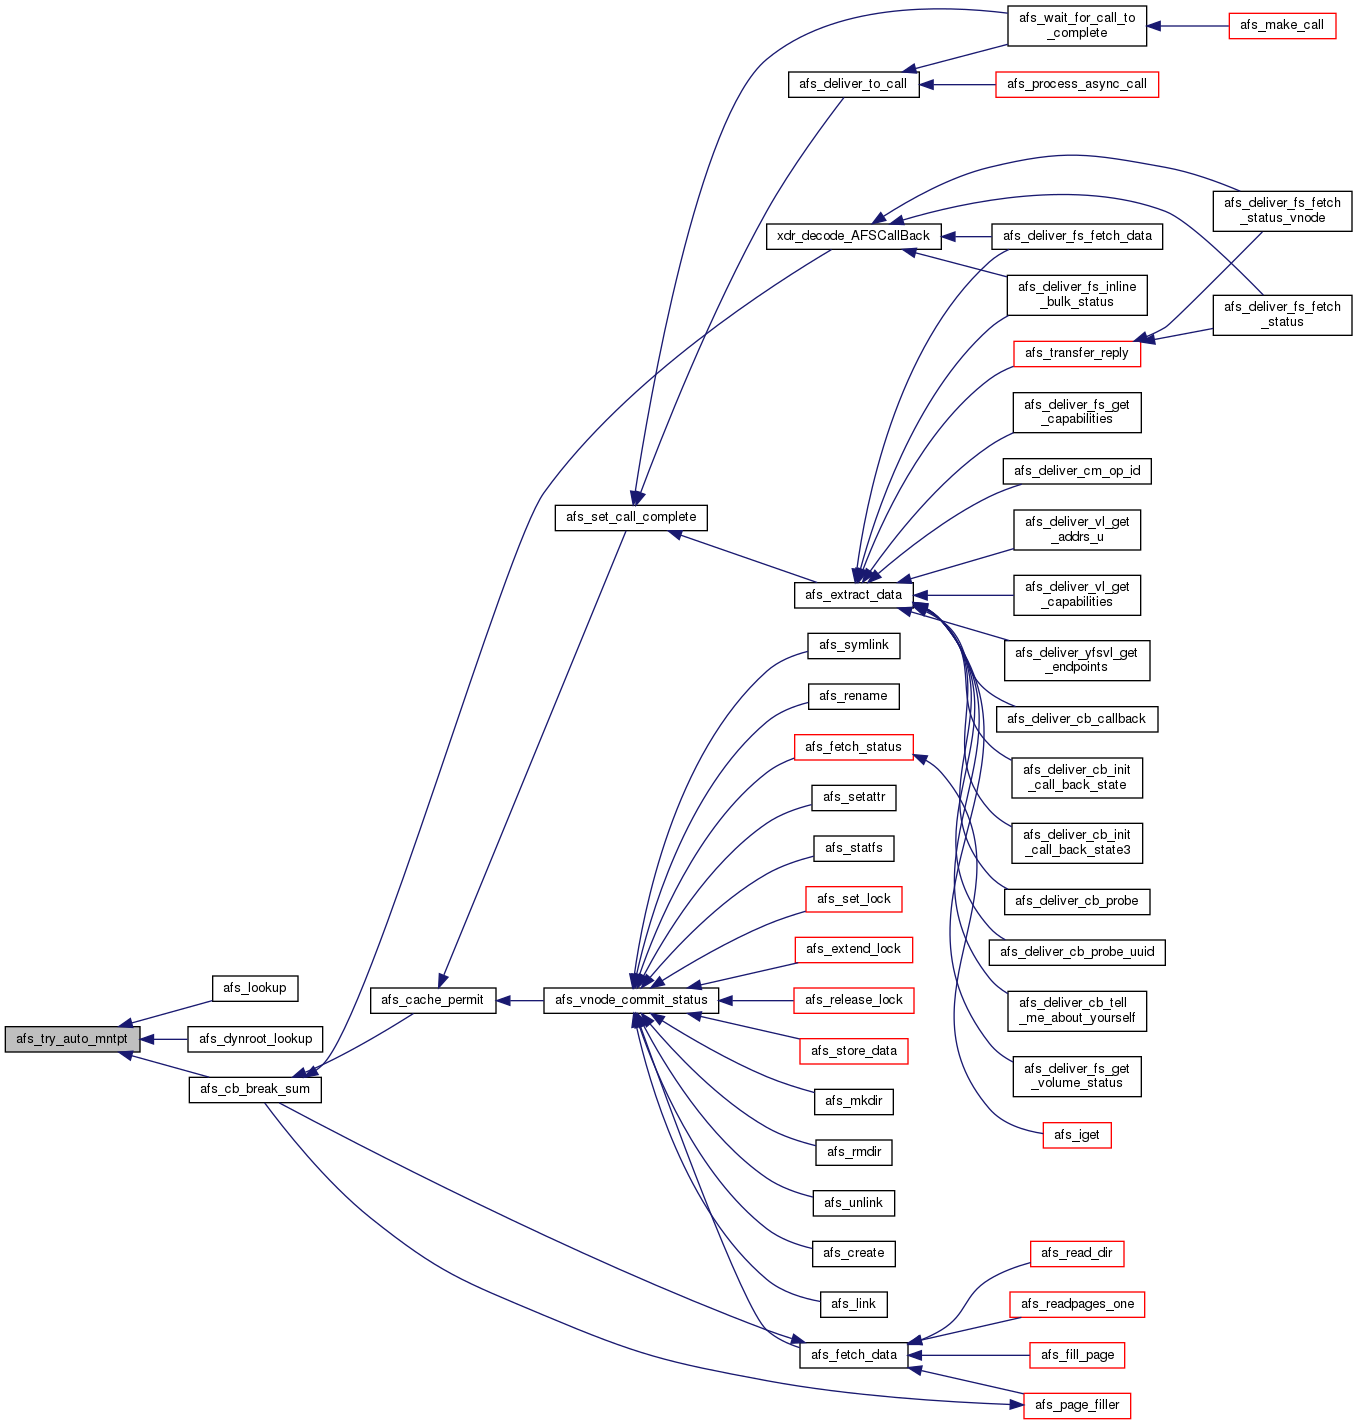 afs_wait_for_call_to
_complete
afs_make_call
afs_deliver_to_call
afs_process_async_call
afs_deliver_fs_fetch
_status_vnode
xdr_decode_AFSCallBack
afs_deliver_fs_fetch_data
afs_deliver_fs_inline
_bulk_status
afs_deliver_fs_fetch
_status
afs_transfer_reply
afs_deliver_fs_get
_capabilities
afs_deliver_cm_op_id
afs_set_call_complete
afs_deliver_vl_get
_addrs_u
afs_extract_data
afs_deliver_vl_get
_capabilities
afs_symlink
afs_deliver_yfsvl_get
_endpoints
afs_rename
afs_deliver_cb_callback
afs_fetch_status
afs_deliver_cb_init
_call_back_state
afs_setattr
afs_statfs
afs_deliver_cb_init
_call_back_state3
afs_set_lock
afs_deliver_cb_probe
afs_extend_lock
afs_deliver_cb_probe_uuid
afs_lookup
afs_cache_permit
afs_vnode_commit_status
afs_release_lock
afs_deliver_cb_tell
_me_about_yourself
afs_try_auto_mntpt
afs_dynroot_lookup
afs_store_data
afs_cb_break_sum
afs_deliver_fs_get
_volume_status
afs_mkdir
afs_iget
afs_rmdir
afs_unlink
afs_create
afs_read_dir
afs_link
afs_readpages_one
afs_fetch_data
afs_fill_page
afs_page_filler